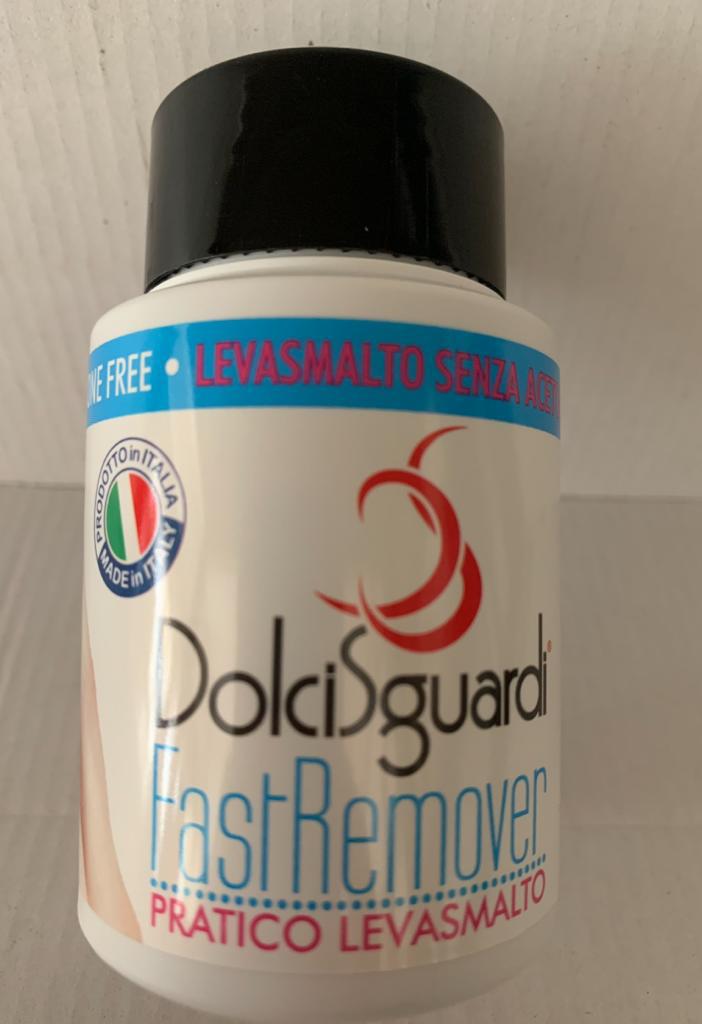 FREE • LEVASMALTO SENZA
PRODOTTO in ITALIA
MADE in ITALY
DolciSguardi®
FastRemover
PRATICO LEVASMALTO